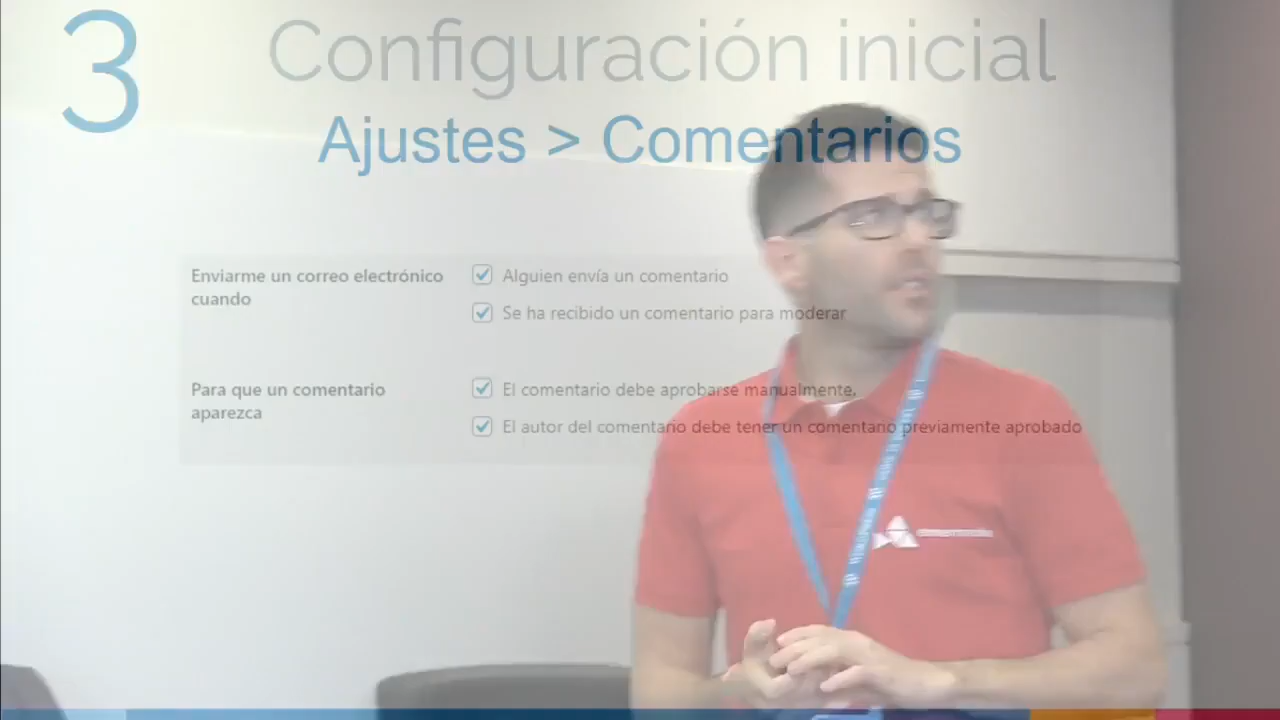 3
Configuración inicial
Ajustes > Comentarios
Enviarme un correo electrónico
cuando
Alguien envía un comentario
Se ha recibido un comentario para moderar
Para que un comentario
aparezca
El comentario debe aprobarse manualmente.
El autor del comentario debe tener un comentario previamente aprobado